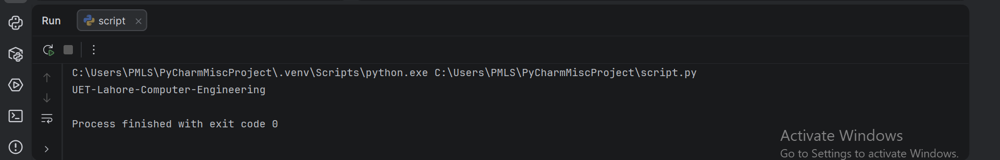 Run script
C:\Users\PMLS\PyCharmMiscProject\.venv\Scripts\python.exe C:\Users\PMLS\PyCharmMiscProject\script.py
UET-Lahore-Computer-Engineering
Process finished with exit code 0
Activate Windows
Go to Settings to activate Windows.